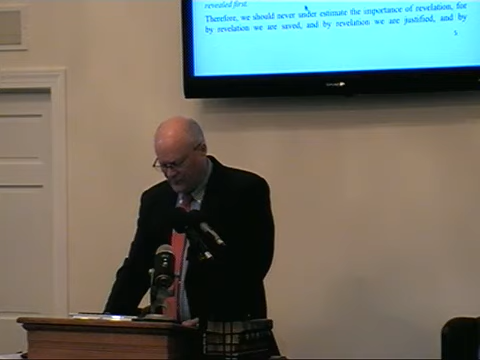 revealed first.
Therefore, we should never under estimate the importance of revelation, for
by revelation we are saved, and by revelation we are justified, and by
5